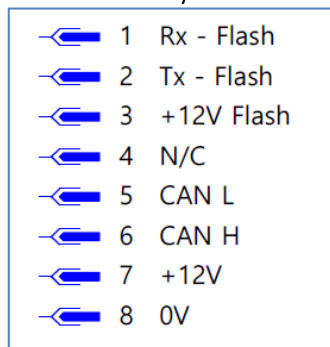 1 Rx - Flash
2 Tx - Flash
3 +12V Flash
4 N/C
5 CAN L
6 CAN H
7 +12V
8 0V